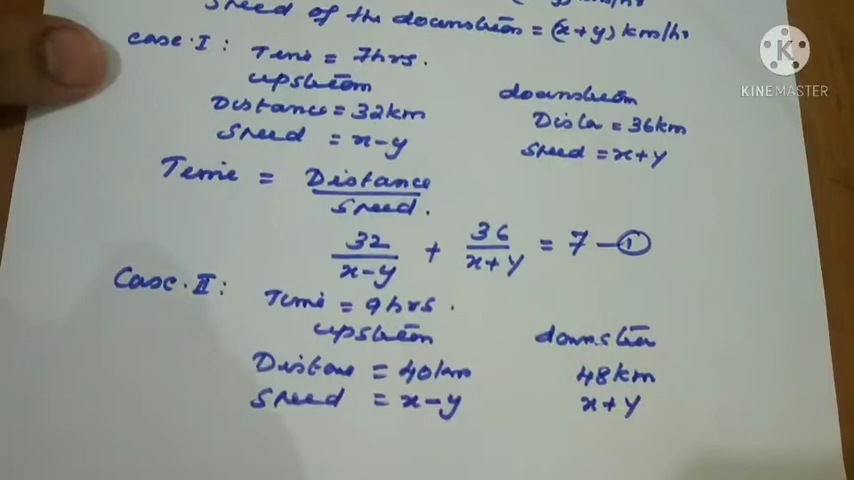 Speed of the downstream = (x+y) km/hr
K
KINEMASTER
Case.I: Time = 7hrs.
upstream downstream
Distance = 32km Dista = 36km
Speed = x-y Speed = x+y
Time = Distance / Speed.
32/(x-y) + 36/(x+y) = 7 —①
Case.II: Time = 9hrs.
upstream downstream
Distance = 40km 48km
Speed = x-y x+y